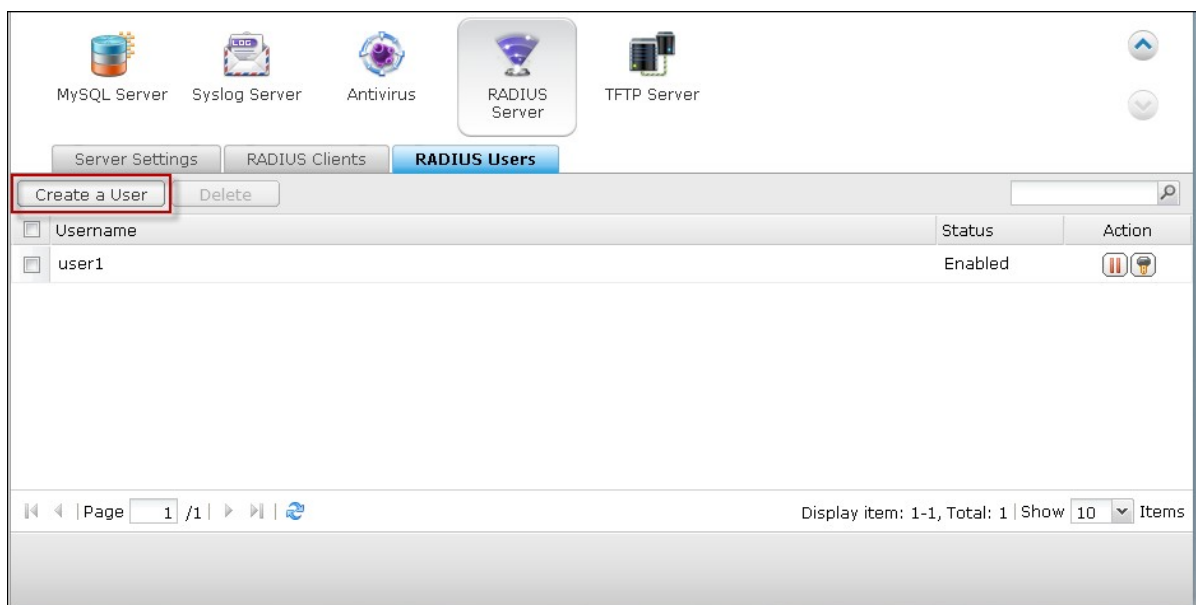 LOG
MySQL Server Syslog Server Antivirus RADIUS Server TFTP Server
Server Settings RADIUS Clients RADIUS Users
Create a User Delete
Username Status Action
user1 Enabled
Page 1 /1 Display item: 1-1, Total: 1 Show 10 Items